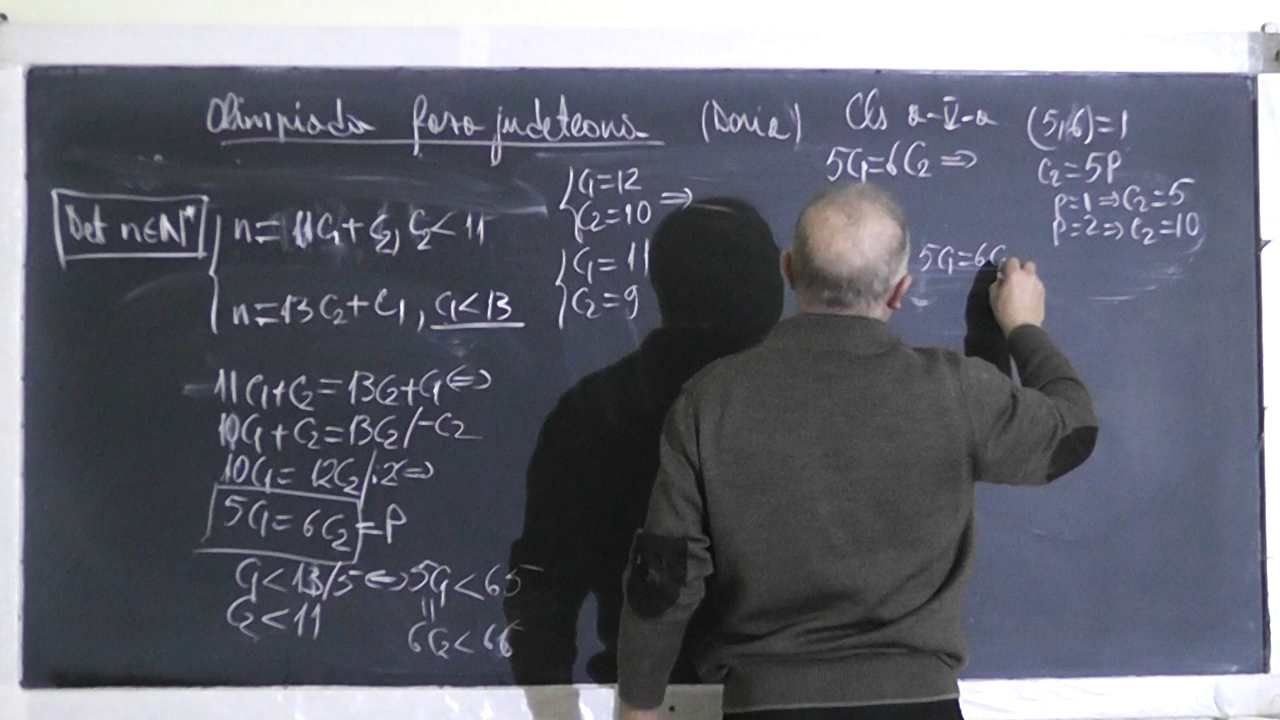 Olimpiada faza judeteana (Daria) Cls a-V-a
Det n∈N*
n=11C₁+C₂, C₂<11
n=13C₂+C₁, C₁<13
11C₁+C₂=13C₂+C₁⇔
10C₁+C₂=13C₂/-C₂
10C₁=12C₂/:2⇒
5C₁=6C₂=P
C₁<13/5⇔5C₁<65
C₂<11
=
6C₂<66
C₁=12
C₂=10 ⇒
C₁=11
C₂=9
5C₁=6C₂⇒
5C₁=6C
(5,6)=1
C₂=5P
P=1⇒C₂=5
P=2⇒C₂=10